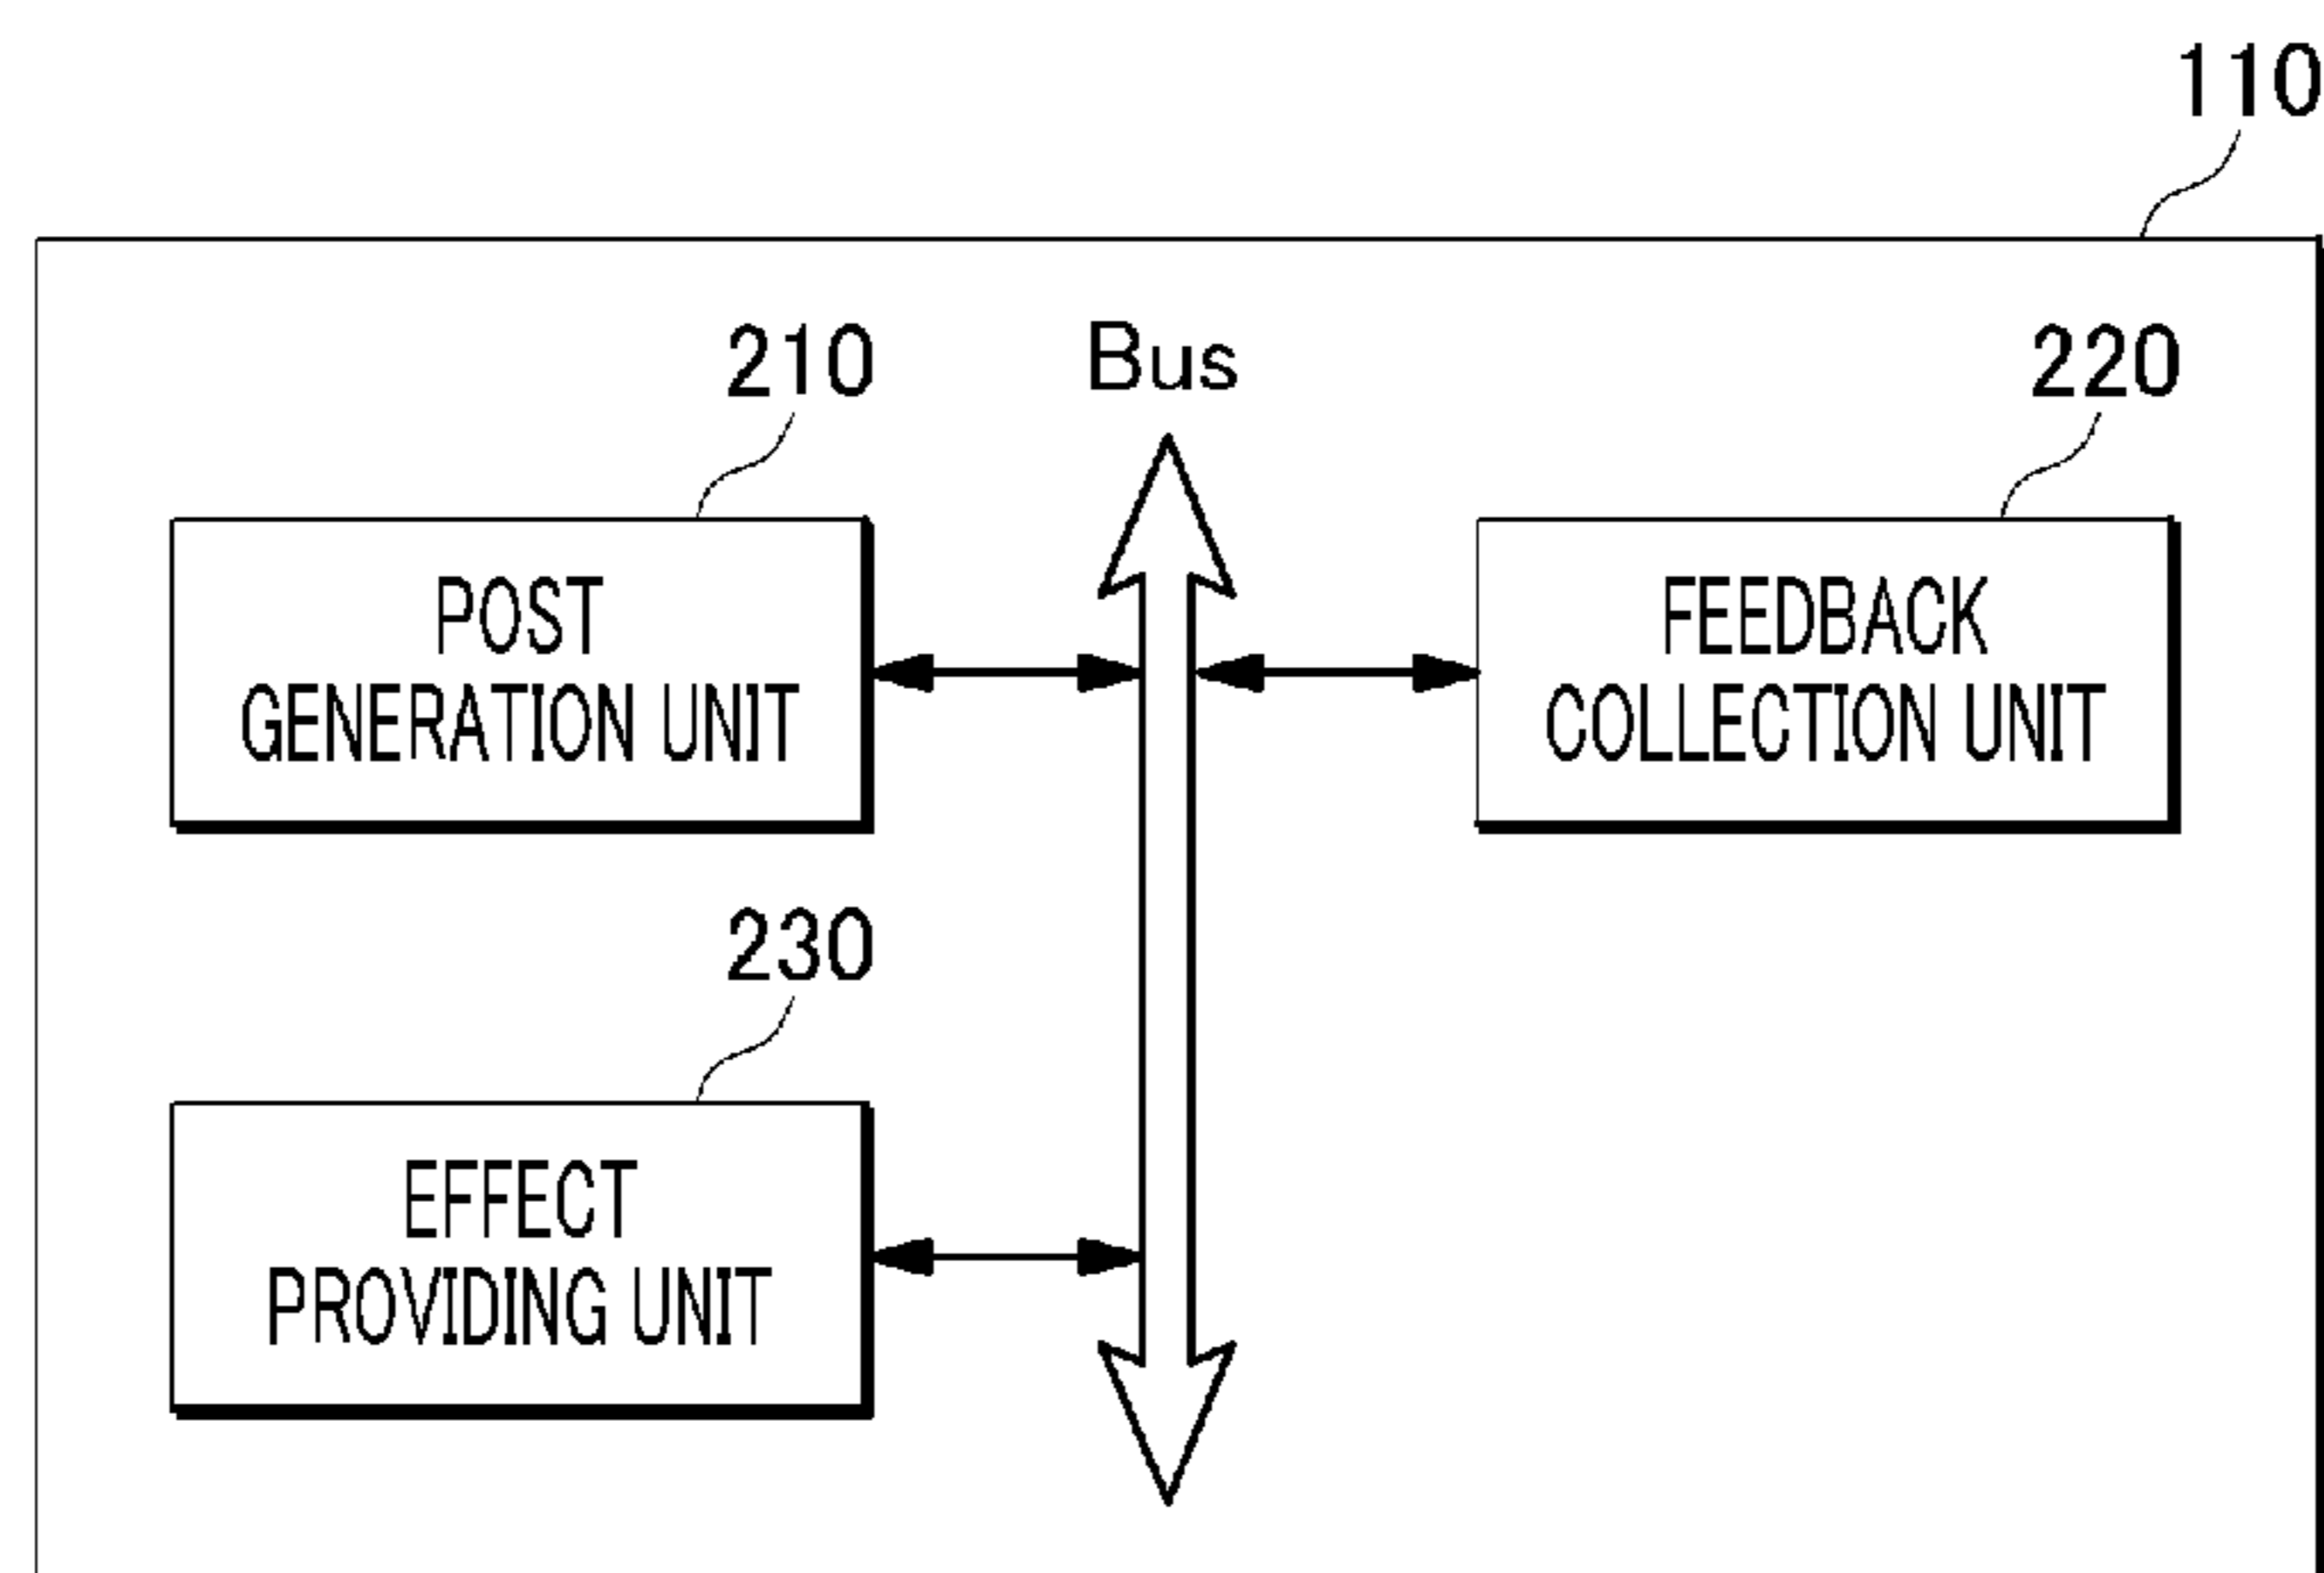 110
210
Bus
220
POST
GENERATION UNIT
FEEDBACK
COLLECTION UNIT
230
EFFECT
PROVIDING UNIT